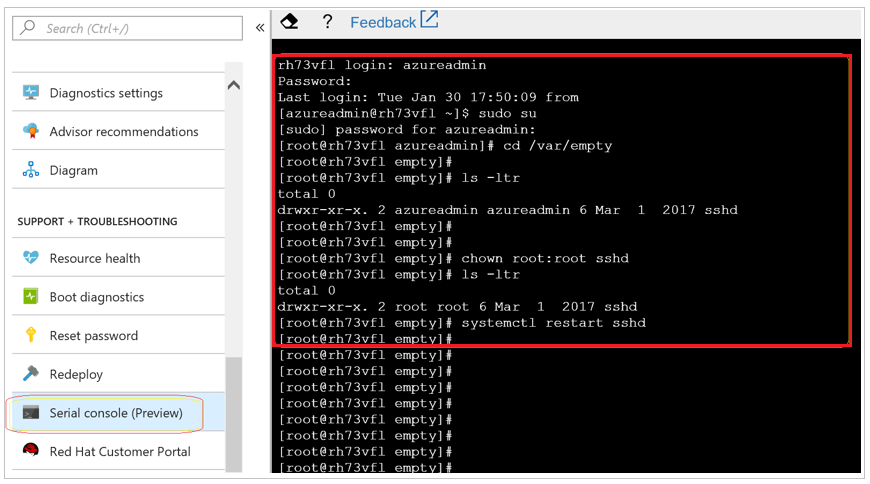 Search (Ctrl+/)
«
Diagnostics settings
Advisor recommendations
Diagram
SUPPORT + TROUBLESHOOTING
Resource health
Boot diagnostics
Reset password
Redeploy
Serial console (Preview)
Red Hat Customer Portal
? Feedback
rh73vfl login: azureadmin
Password:
Last login: Tue Jan 30 17:50:09 from
[azureadmin@rh73vfl ~]$ sudo su
[sudo] password for azureadmin:
[root@rh73vfl azureadmin]# cd /var/empty
[root@rh73vfl empty]#
[root@rh73vfl empty]# ls -ltr
total 0
drwxr-xr-x. 2 azureadmin azureadmin 6 Mar  1  2017 sshd
[root@rh73vfl empty]#
[root@rh73vfl empty]#
[root@rh73vfl empty]# chown root:root sshd
[root@rh73vfl empty]# ls -ltr
total 0
drwxr-xr-x. 2 root root 6 Mar  1  2017 sshd
[root@rh73vfl empty]# systemctl restart sshd
[root@rh73vfl empty]#
[root@rh73vfl empty]#
[root@rh73vfl empty]#
[root@rh73vfl empty]#
[root@rh73vfl empty]#
[root@rh73vfl empty]#
[root@rh73vfl empty]#
[root@rh73vfl empty]#
[root@rh73vfl empty]#